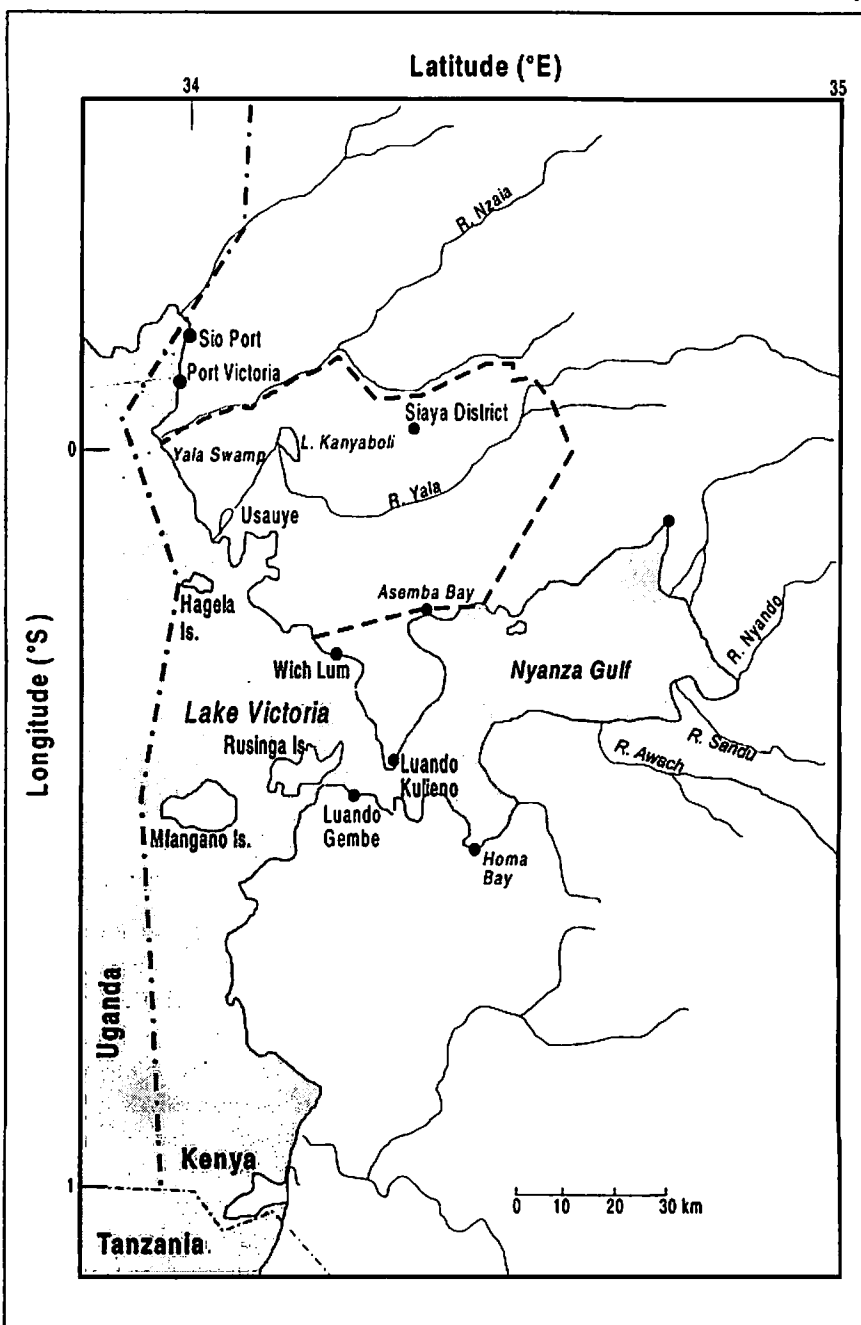 Latitude (°E)
34
35
R. Nzaia
Sio Port
Port Victoria
Siaya District
0
Yala Swamp
L. Kanyaboli
R. Yala
Usauye
Asemba Bay
Hagela
Is.
R. Nyando
Wich Lum
Nyanza Gulf
Longitude (°S)
Lake Victoria
Rusinga Is.
R. Sandu
R. Awach
Luando
Kulieno
Mfangano Is.
Luando
Gembe
Homa
Bay
Uganda
Kenya
1
0 10 20 30 km
Tanzania